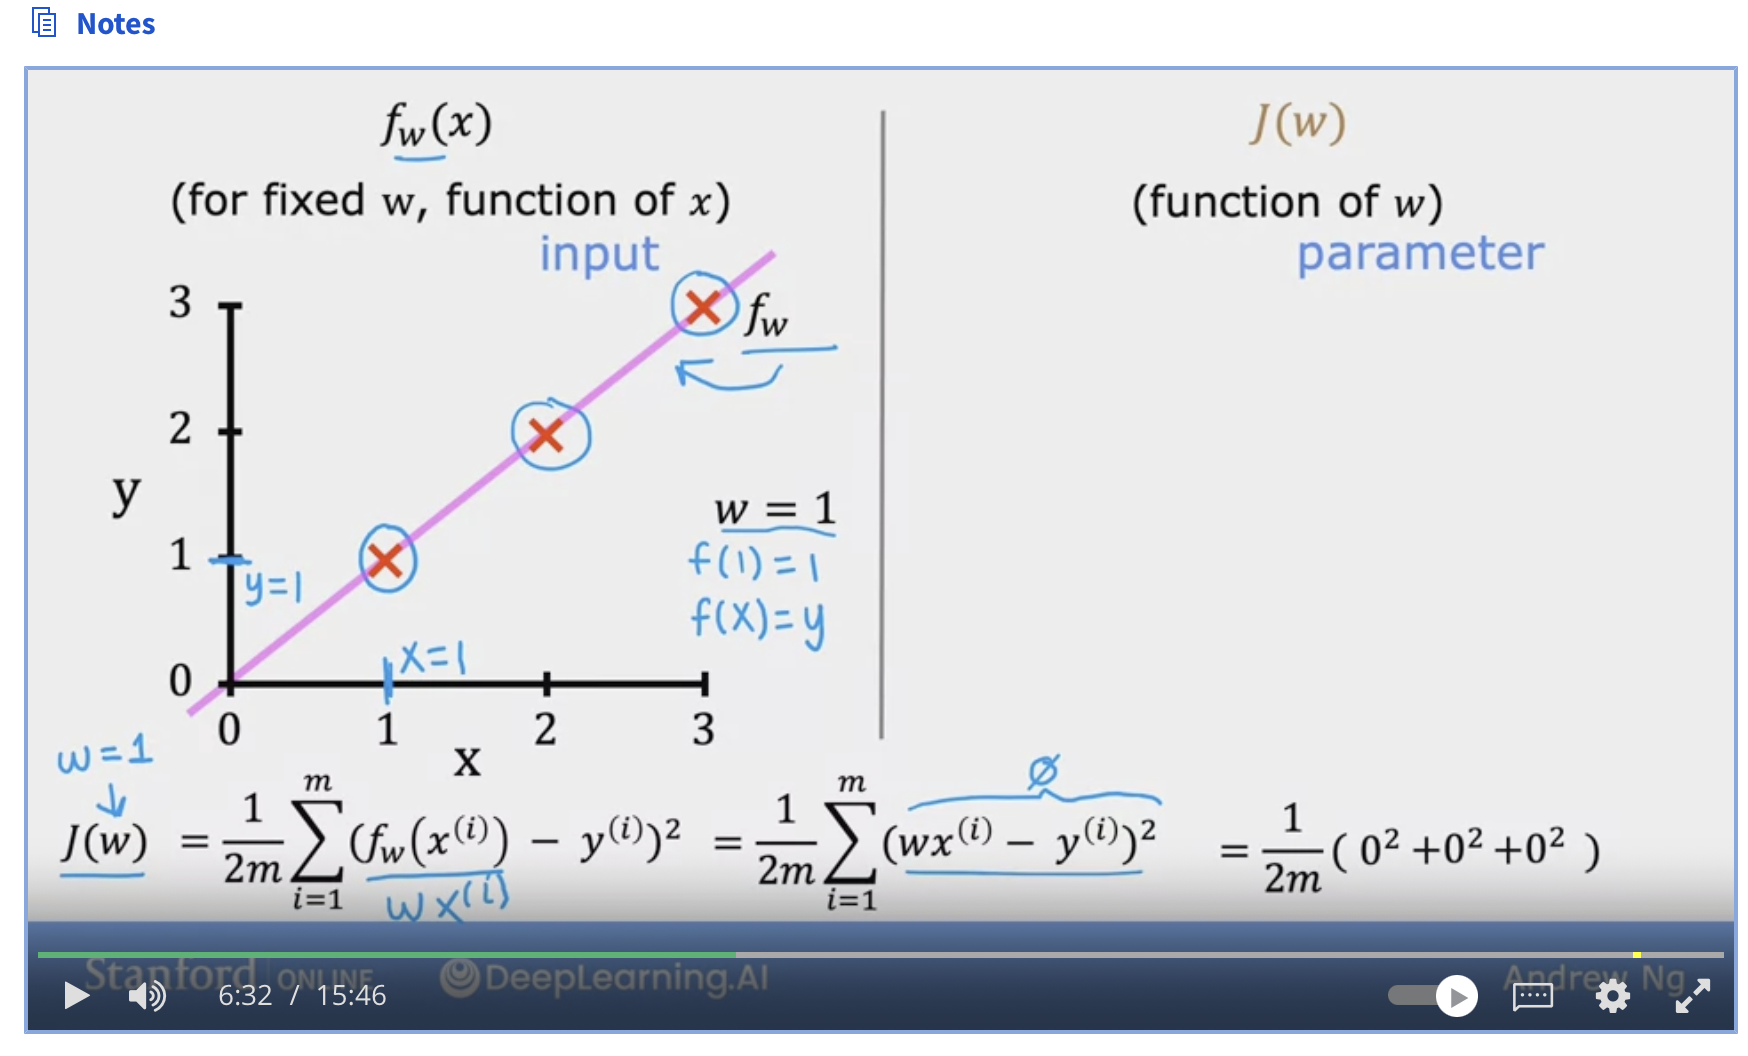 Notes
f_w(x)
(for fixed w, function of x)
input
J(w)
(function of w)
parameter
3
2
y
1
0
y=1
x=1
0 1 2 3
x
f_w
w = 1
f(1) = 1
f(x) = y
w=1
↓
J(w) = \frac{1}{2m} \sum_{i=1}^{m} (f_w(x^{(i)}) − y^{(i)})^2 = \frac{1}{2m} \sum_{i=1}^{m} (wx^{(i)} − y^{(i)})^2 = \frac{1}{2m} ( 0^2 +0^2 +0^2 )
wx^{(i)}
0
Stanford ONLINE DeepLearning.AI Andrew Ng
6:32 / 15:46